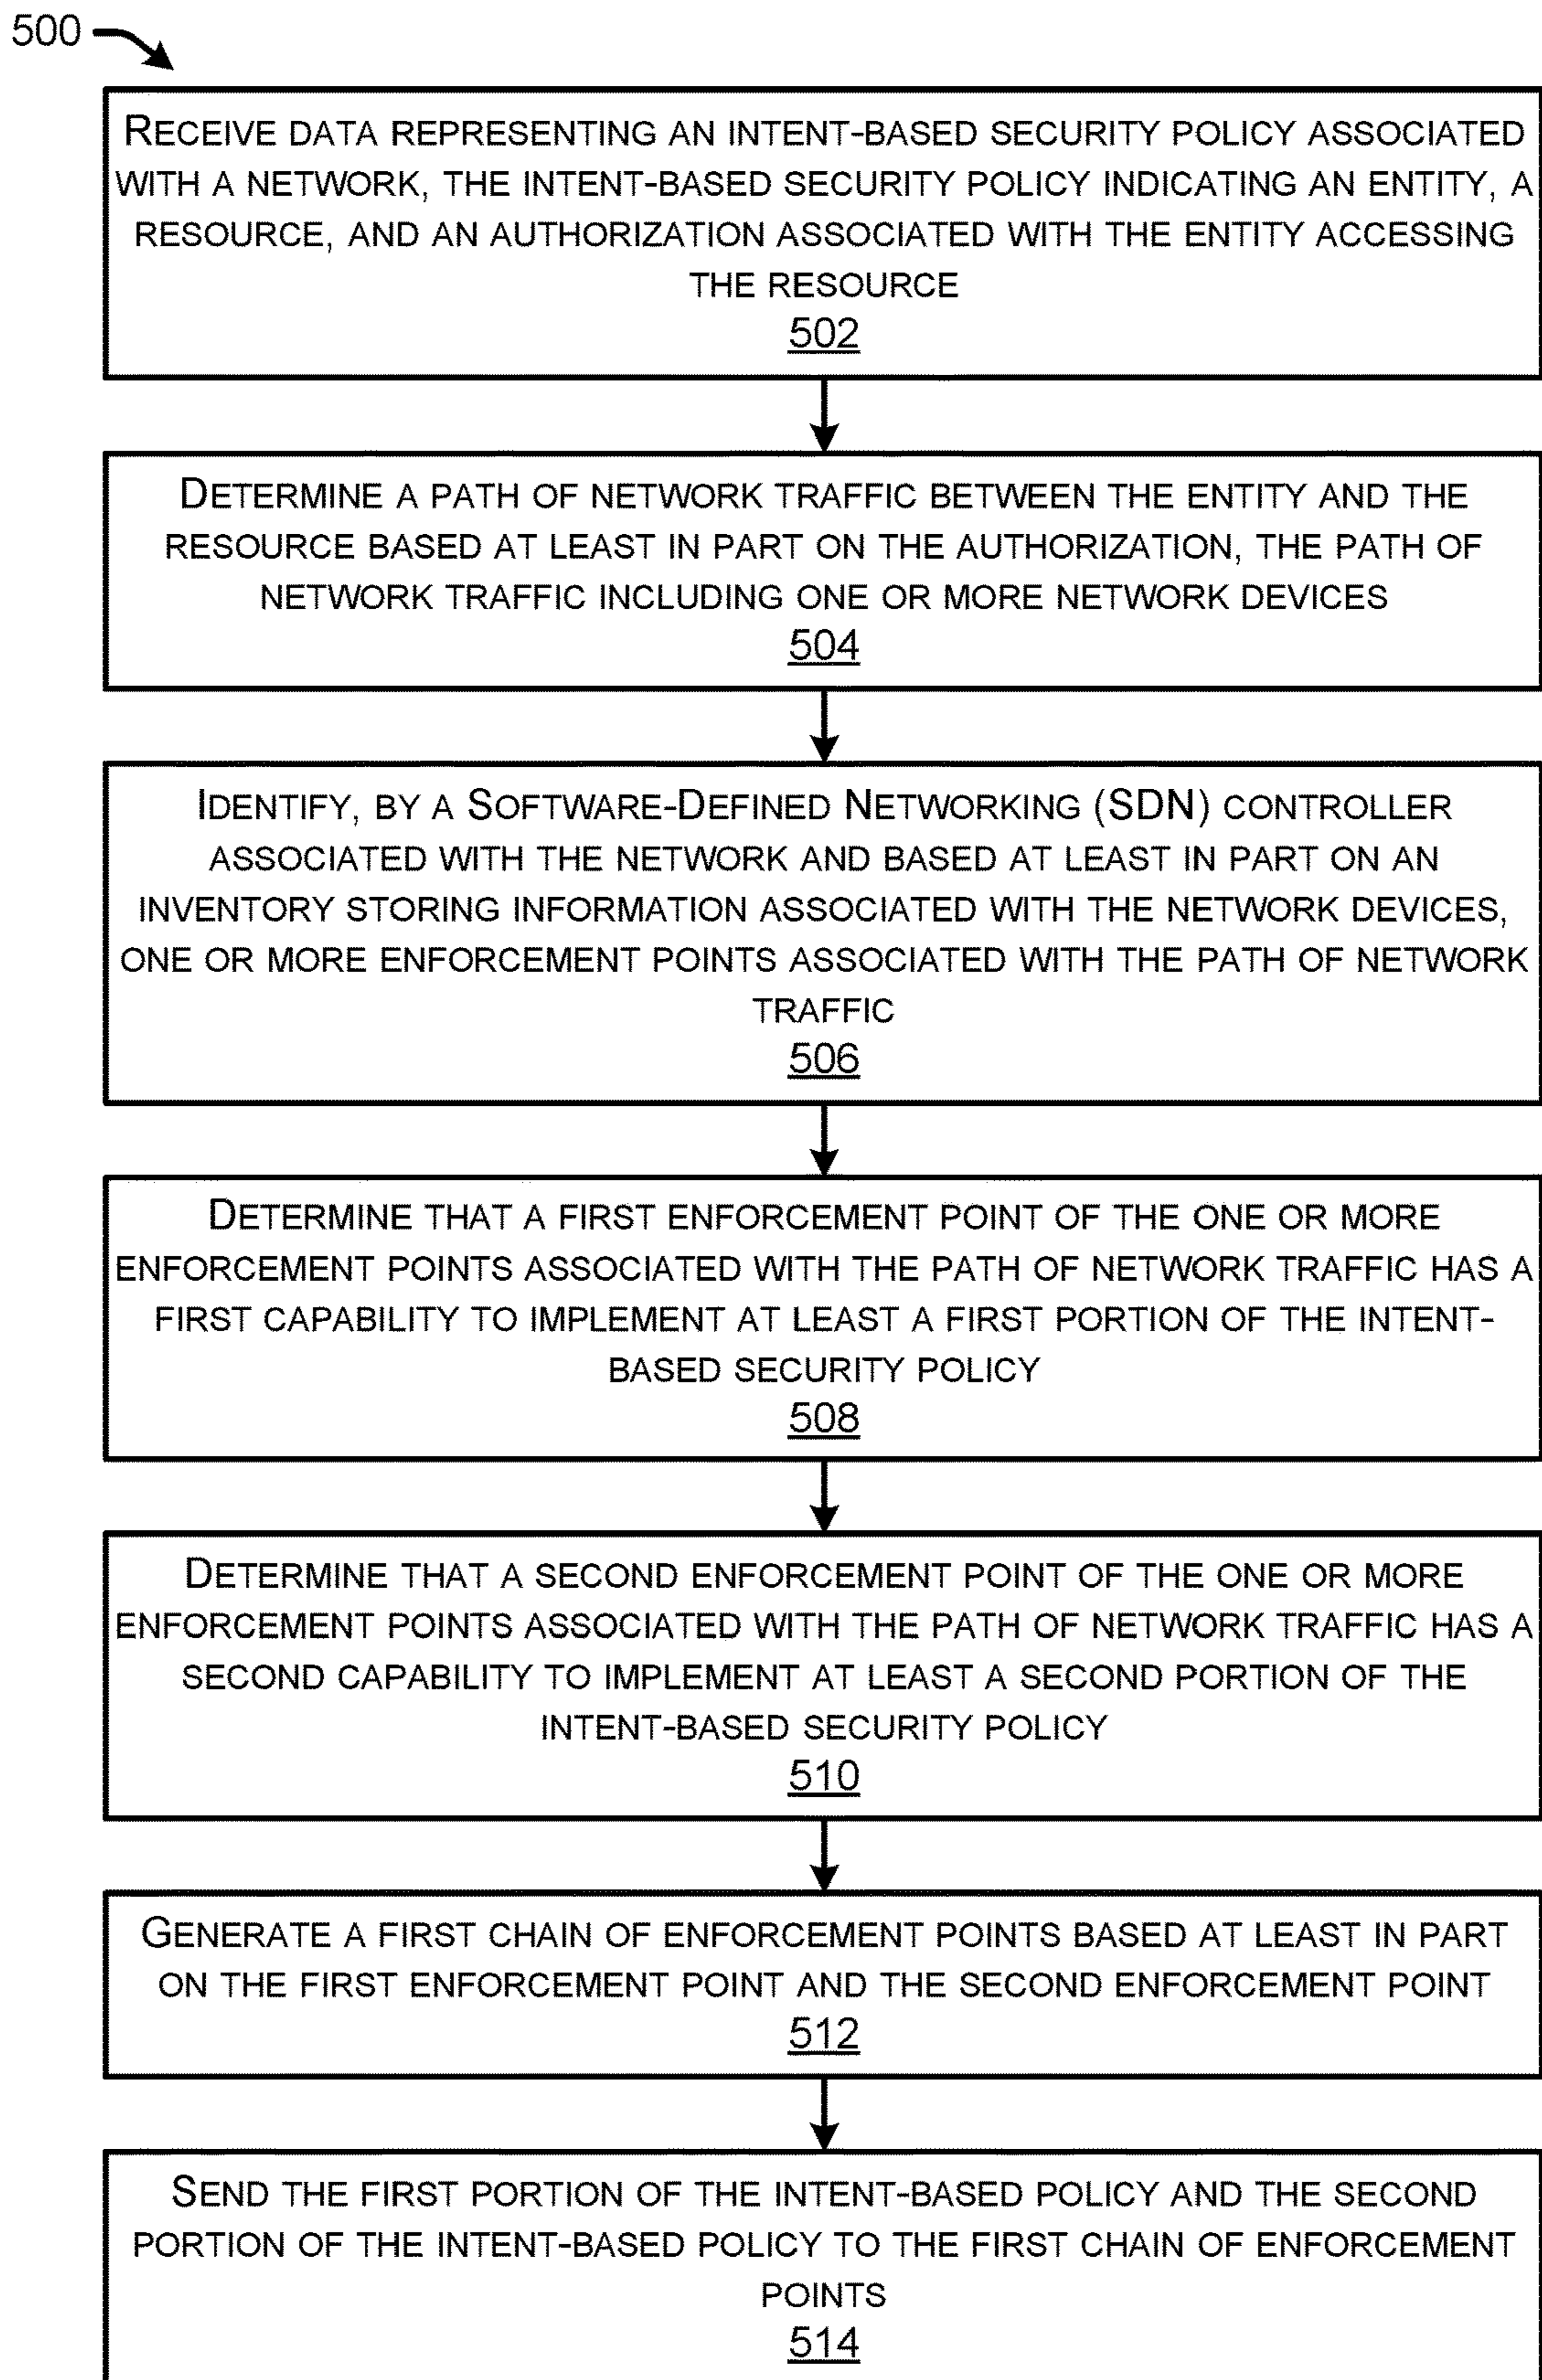 500
RECEIVE DATA REPRESENTING AN INTENT-BASED SECURITY POLICY ASSOCIATED
WITH A NETWORK, THE INTENT-BASED SECURITY POLICY INDICATING AN ENTITY, A
RESOURCE, AND AN AUTHORIZATION ASSOCIATED WITH THE ENTITY ACCESSING
THE RESOURCE
502
DETERMINE A PATH OF NETWORK TRAFFIC BETWEEN THE ENTITY AND THE
RESOURCE BASED AT LEAST IN PART ON THE AUTHORIZATION, THE PATH OF
NETWORK TRAFFIC INCLUDING ONE OR MORE NETWORK DEVICES
504
IDENTIFY, BY A SOFTWARE-DEFINED NETWORKING (SDN) CONTROLLER
ASSOCIATED WITH THE NETWORK AND BASED AT LEAST IN PART ON AN
INVENTORY STORING INFORMATION ASSOCIATED WITH THE NETWORK DEVICES,
ONE OR MORE ENFORCEMENT POINTS ASSOCIATED WITH THE PATH OF NETWORK
TRAFFIC
506
DETERMINE THAT A FIRST ENFORCEMENT POINT OF THE ONE OR MORE
ENFORCEMENT POINTS ASSOCIATED WITH THE PATH OF NETWORK TRAFFIC HAS A
FIRST CAPABILITY TO IMPLEMENT AT LEAST A FIRST PORTION OF THE INTENT-
BASED SECURITY POLICY
508
DETERMINE THAT A SECOND ENFORCEMENT POINT OF THE ONE OR MORE
ENFORCEMENT POINTS ASSOCIATED WITH THE PATH OF NETWORK TRAFFIC HAS A
SECOND CAPABILITY TO IMPLEMENT AT LEAST A SECOND PORTION OF THE
INTENT-BASED SECURITY POLICY
510
GENERATE A FIRST CHAIN OF ENFORCEMENT POINTS BASED AT LEAST IN PART
ON THE FIRST ENFORCEMENT POINT AND THE SECOND ENFORCEMENT POINT
512
SEND THE FIRST PORTION OF THE INTENT-BASED POLICY AND THE SECOND
PORTION OF THE INTENT-BASED POLICY TO THE FIRST CHAIN OF ENFORCEMENT
POINTS
514